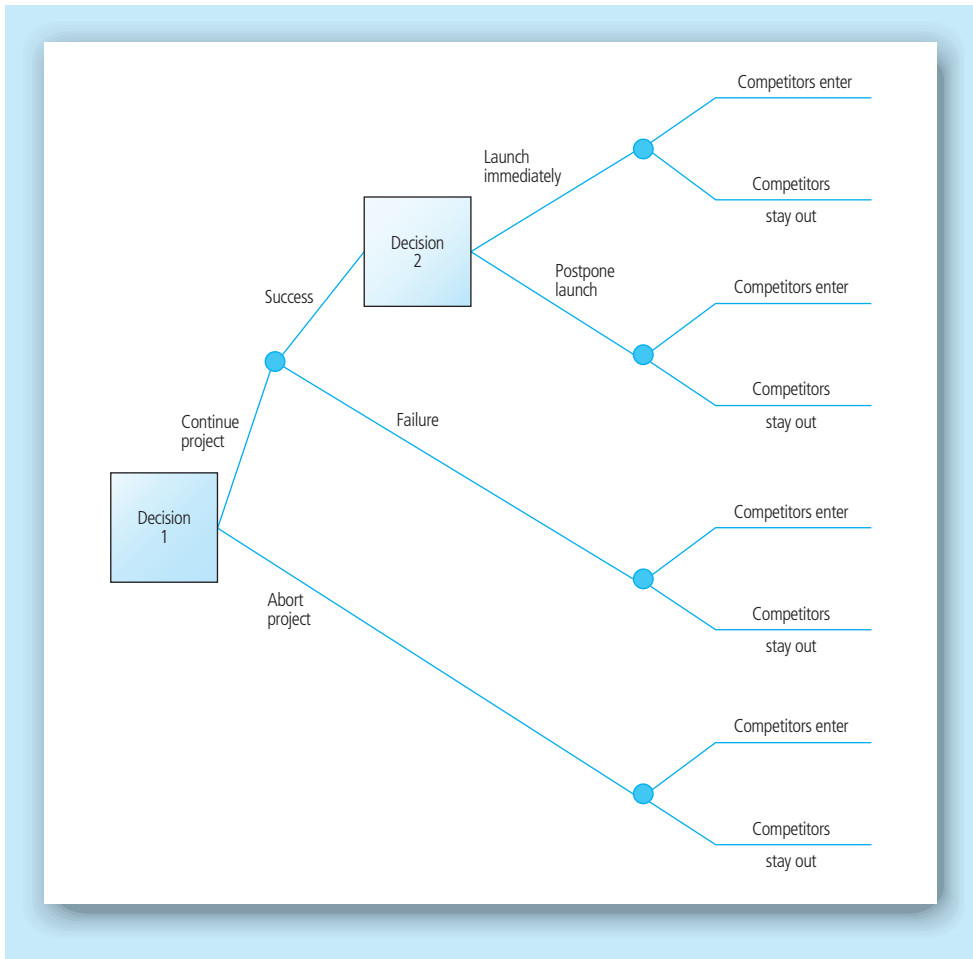 Competitors enter
Launch
immediately
Competitors
stay out
Decision
2
Postpone
launch
Competitors enter
Success
Competitors
stay out
Continue
project
Failure
Decision
1
Competitors enter
Abort
project
Competitors
stay out
Competitors enter
Competitors
stay out